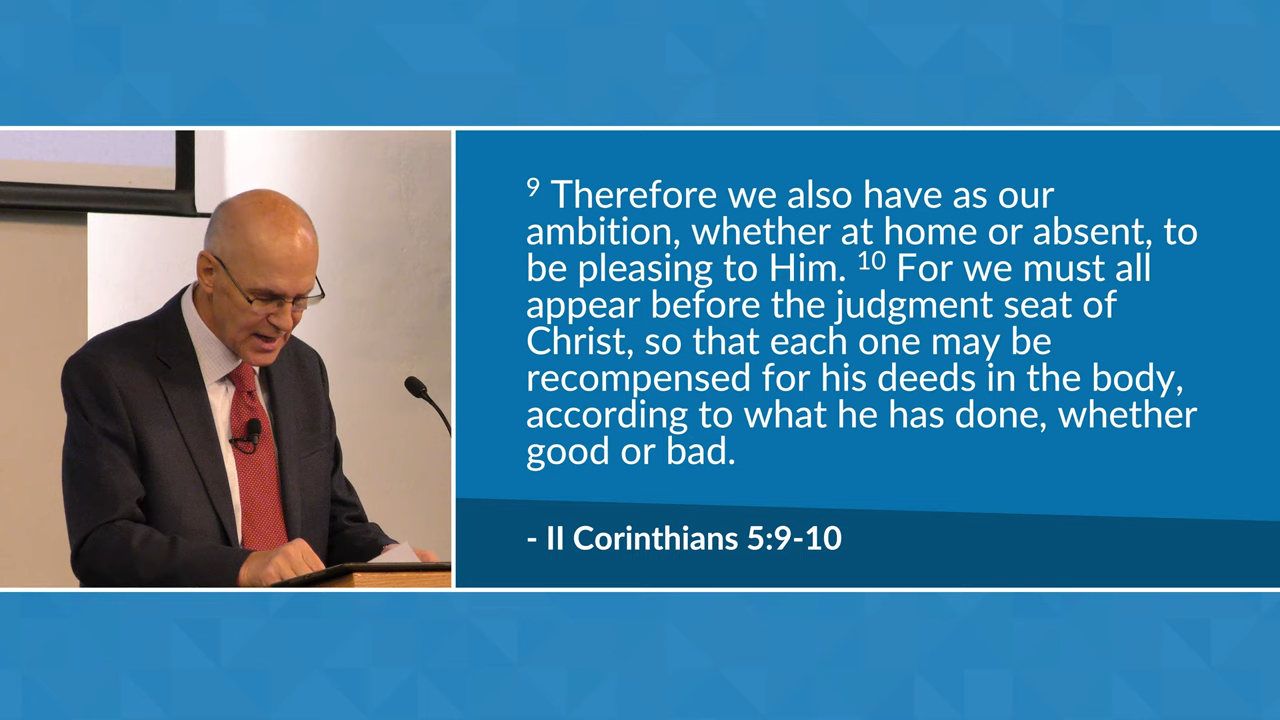 ⁹ Therefore we also have as our
ambition, whether at home or absent, to
be pleasing to Him. ¹⁰ For we must all
appear before the judgment seat of
Christ, so that each one may be
recompensed for his deeds in the body,
according to what he has done, whether
good or bad.
- II Corinthians 5:9-10